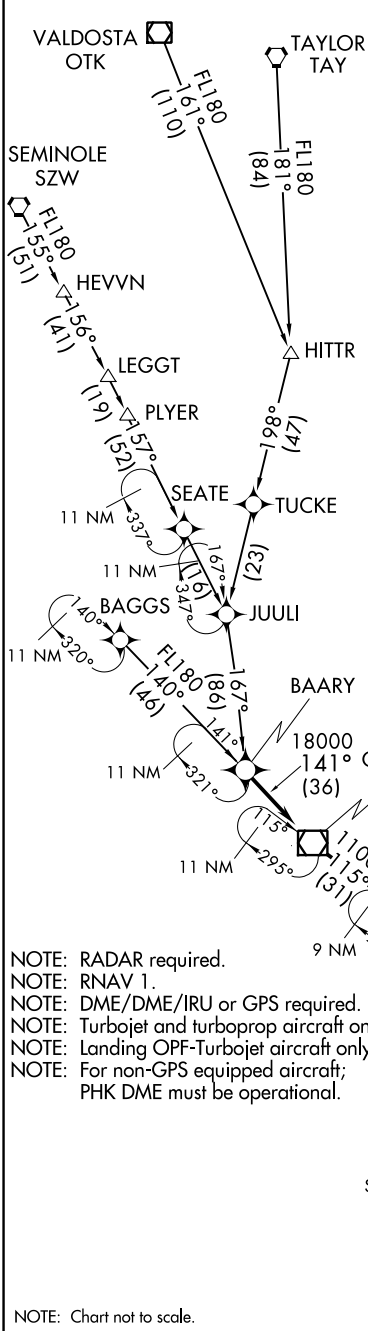 VALDOSTA
OTK
TAYLOR
TAY
FL180
161°
(110)
FL180
181°
(84)
SEMINOLE
SZW
FL180
155°
(51)
HEVVN
156°
(41)
LEGGT
(19)
PLYER
157°
(52)
HITTR
198°
(47)
SEATE
TUCKE
11 NM
337°
(23)
11 NM
167°
347°
(16)
BAGGS
JUULI
140°
320°
11 NM
FL180
140°
(46)
167°
(86)
BAARY
141°
321°
11 NM
18000
141°
(36)
115°
295°
11 NM
115°
(31)
9 NM
NOTE: RADAR required.
NOTE: RNAV 1.
NOTE: DME/DME/IRU or GPS required.
NOTE: Turbojet and turboprop aircraft on
NOTE: Landing OPF-Turbojet aircraft only
NOTE: For non-GPS equipped aircraft;
PHK DME must be operational.
NOTE: Chart not to scale.